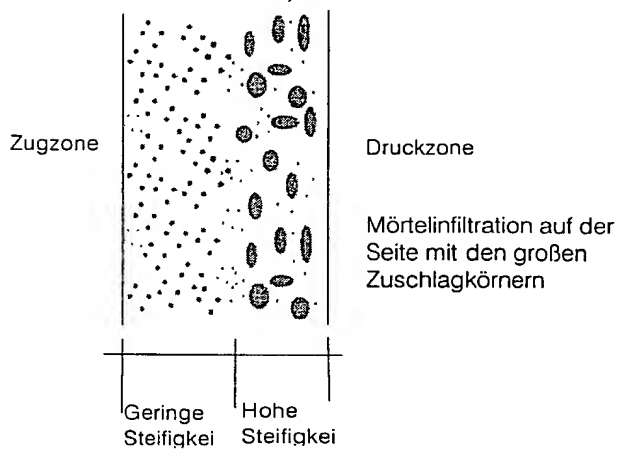 Zugzone
Druckzone
Mörtelinfiltration auf der
Seite mit den großen
Zuschlagkörnern
Geringe
Steifigkei
Hohe
Steifigkei